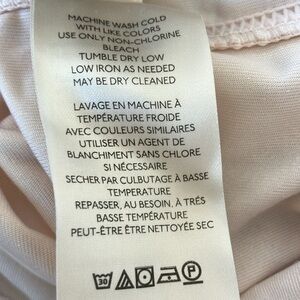 MACHINE WASH COLD
WITH LIKE COLORS
USE ONLY NON-CHLORINE
BLEACH
TUMBLE DRY LOW
LOW IRON AS NEEDED
MAY BE DRY CLEANED
LAVAGE EN MACHINE À
TEMPÉRATURE FROIDE
AVEC COULEURS SIMILAIRES
UTILISER UN AGENT DE
BLANCHIMENT SANS CHLORE
SI NÉCESSAIRE
SECHER PAR CULBUTAGE À BASSE
TEMPERATURE
REPASSER, AU BESOIN, À TRÉS
BASSE TEMPÉRATURE
PEUT-ÊTRE ÊTRE NETTOYÉE SEC
30 P